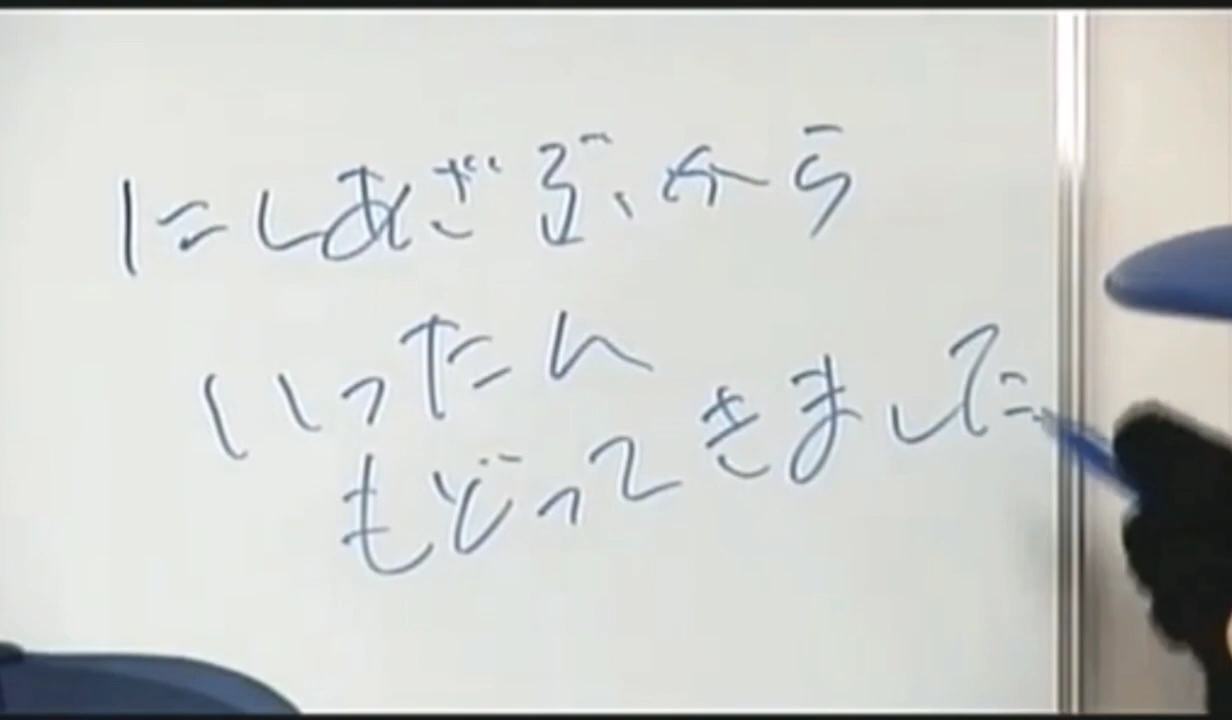 にしあざぶから
いったん
もどってきました